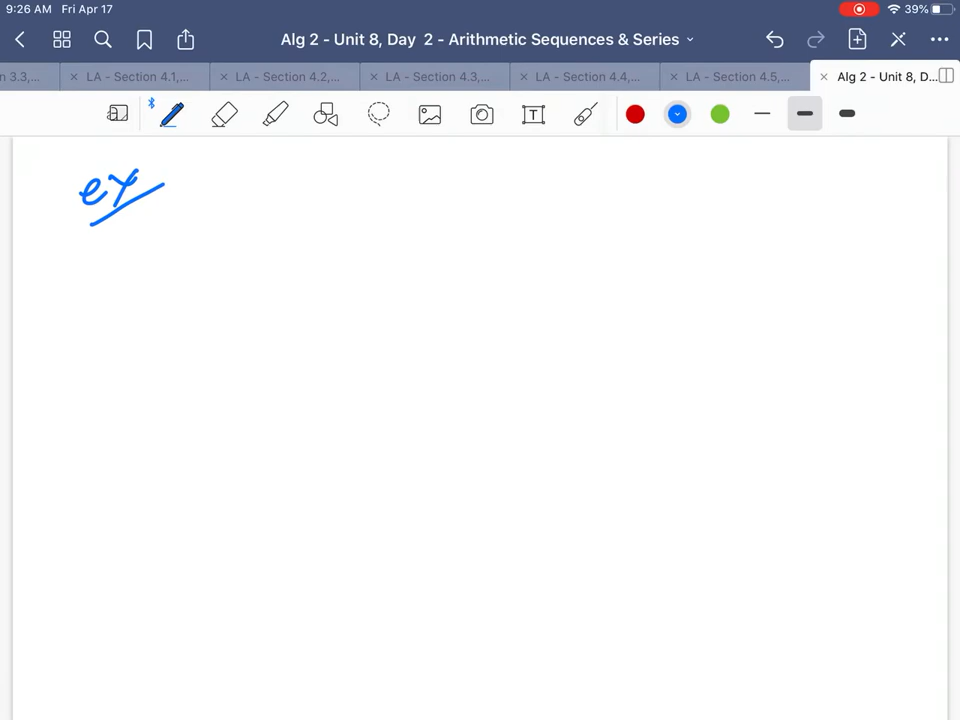 9:26 AM Fri Apr 17 39%
Alg 2 - Unit 8, Day 2 - Arithmetic Sequences & Series
n 3.3,... LA - Section 4.1,... LA - Section 4.2,... LA - Section 4.3,... LA - Section 4.4,... LA - Section 4.5,... Alg 2 - Unit 8, D...
T
ex